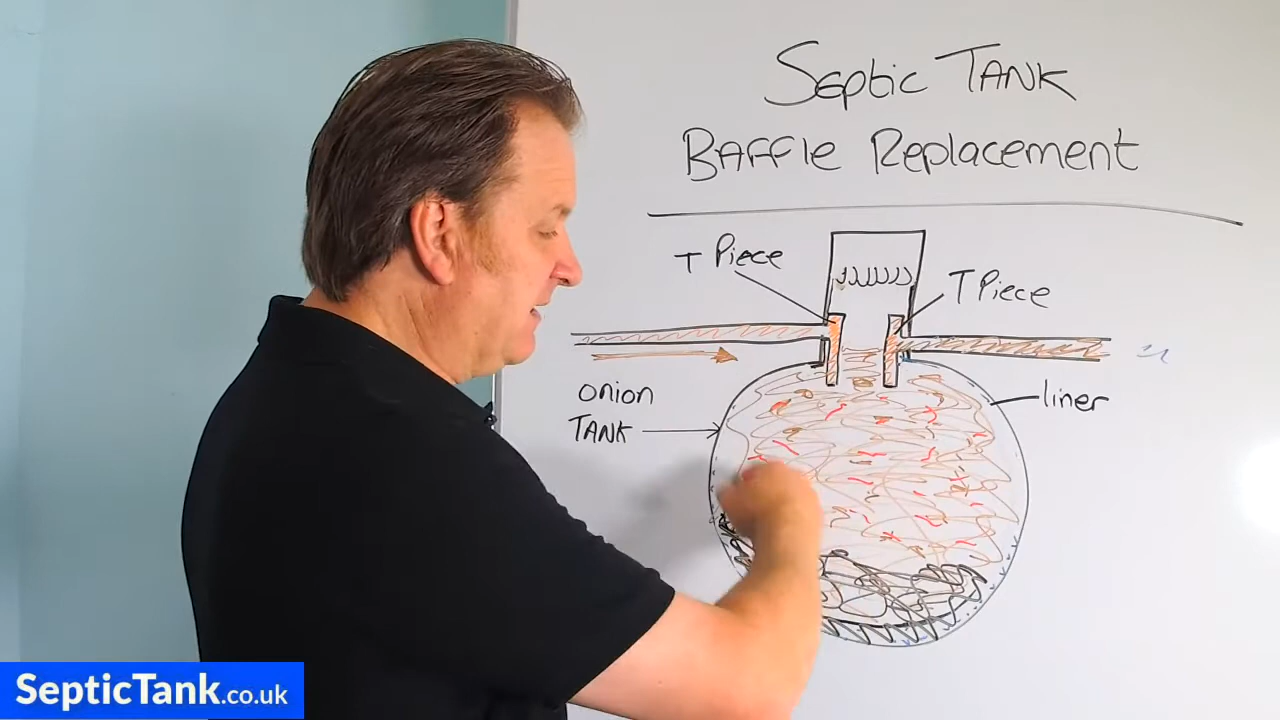 Septic TANK
Baffle Replacement
T Piece
T Piece
onion
TANK
liner
SepticTank.co.uk